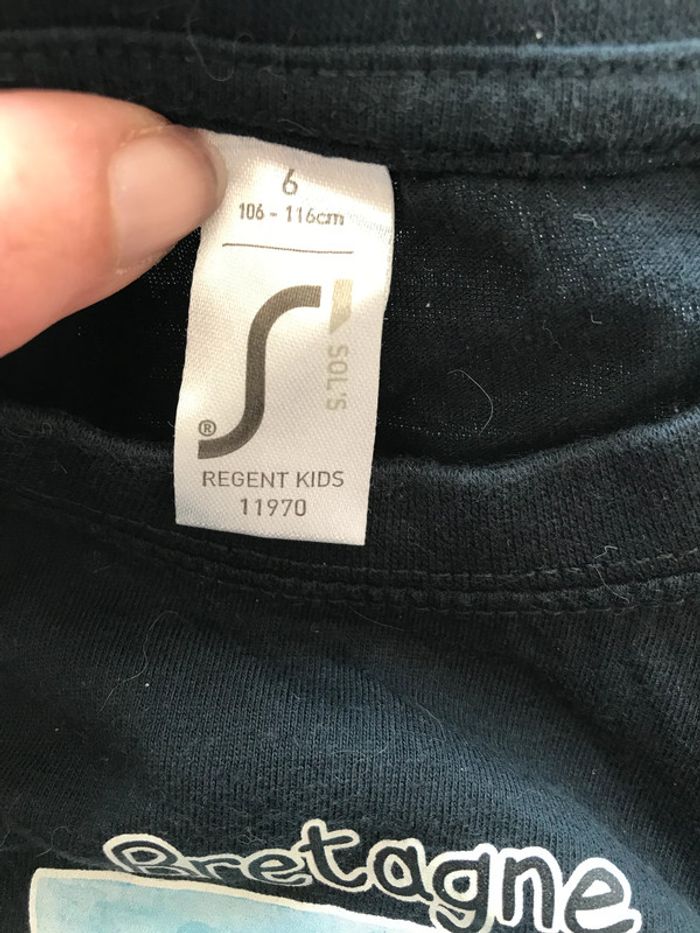 6
106 - 116cm
SOL'S
®
REGENT KIDS
11970
Bretagne